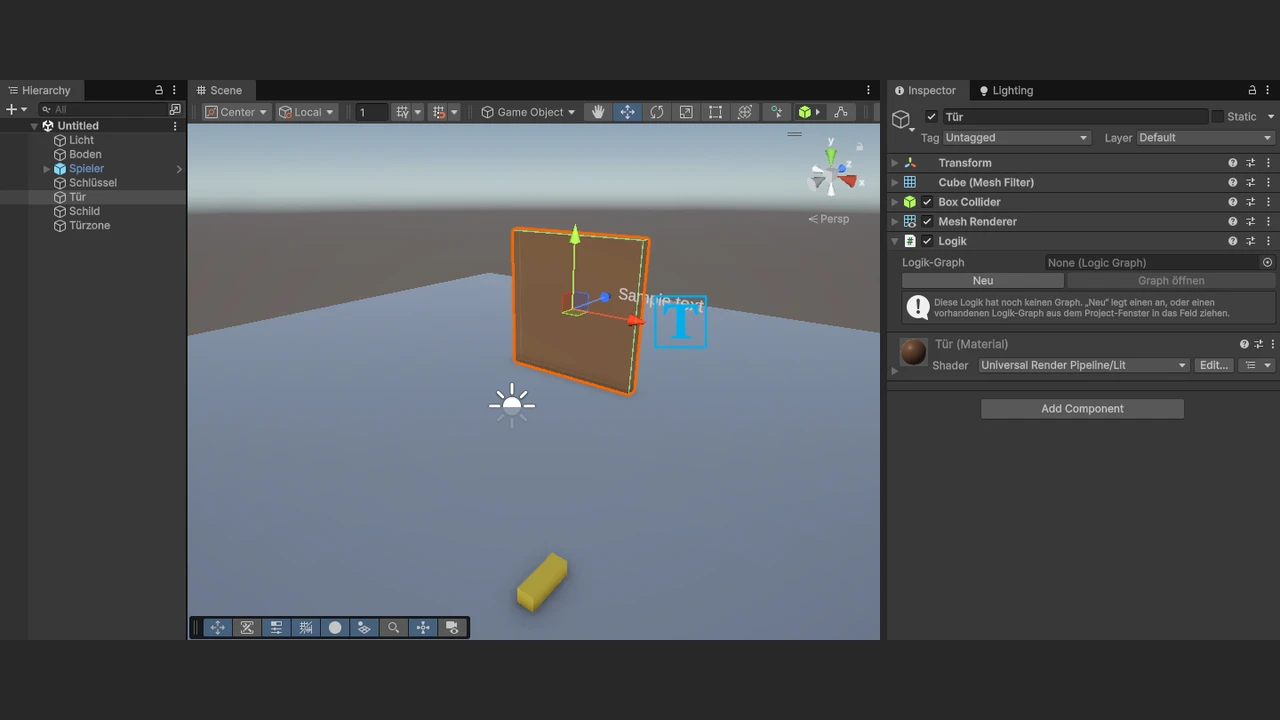 Hierarchy
All
Untitled
Licht
Boden
Spieler
Schlüssel
Tür
Schild
Türzone
Scene
Center
Local
1
Game Object
y
z
x
Persp
Sample text
T
Inspector
Lighting
Tür
Static
Tag Untagged
Layer Default
Transform
Cube (Mesh Filter)
Box Collider
Mesh Renderer
# Logik
Logik-Graph None (Logic Graph)
Neu
Graph öffnen
Diese Logik hat noch keinen Graph. „Neu" legt einen an, oder einen
vorhandenen Logik-Graph aus dem Project-Fenster in das Feld ziehen.
Tür (Material)
Shader Universal Render Pipeline/Lit Edit...
Add Component